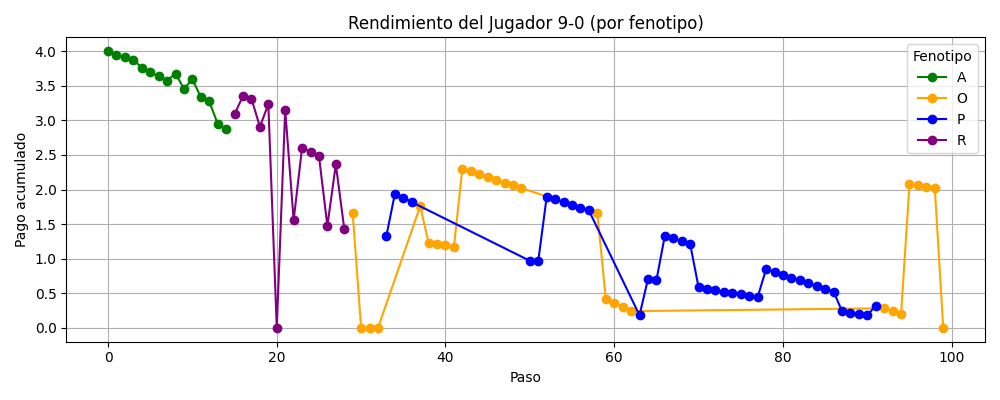 Rendimiento del Jugador 9-0 (por fenotipo)
Pago acumulado
4.0
3.5
3.0
2.5
2.0
1.5
1.0
0.5
0.0
Fenotipo
A
O
P
R
0 20 40 60 80 100
Paso